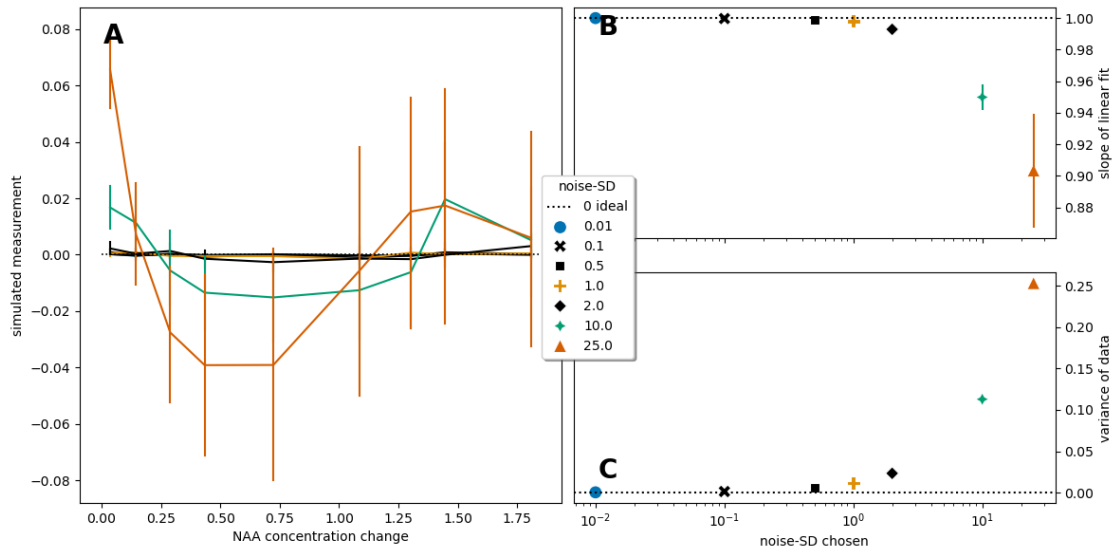 A
0.08
0.06
0.04
0.02
0.00
−0.02
−0.04
−0.06
−0.08
simulated measurement
0.00 0.25 0.50 0.75 1.00 1.25 1.50 1.75
NAA concentration change
noise-SD
0 ideal
0.01
0.1
0.5
1.0
2.0
10.0
25.0
B
1.00
0.98
0.96
0.94
0.92
0.90
0.88
slope of linear fit
C
0.25
0.20
0.15
0.10
0.05
0.00
variance of data
10⁻² 10⁻¹ 10⁰ 10¹
noise-SD chosen